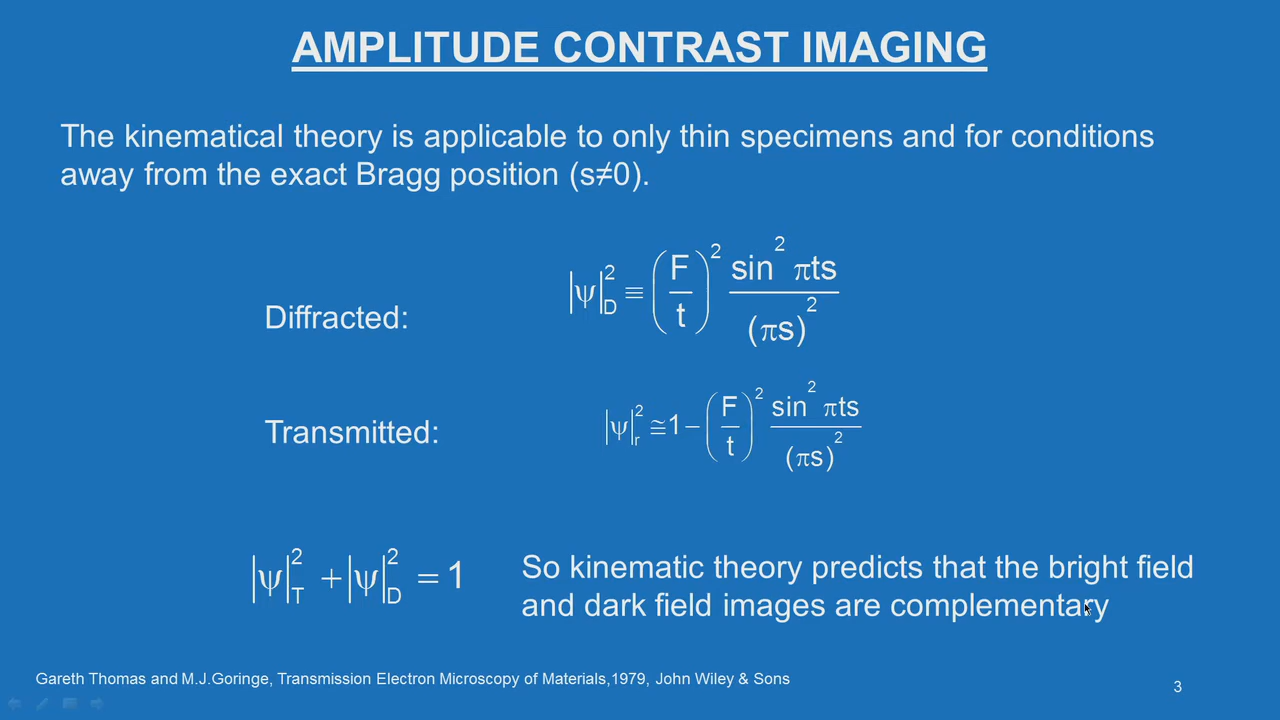 AMPLITUDE CONTRAST IMAGING
The kinematical theory is applicable to only thin specimens and for conditions
away from the exact Bragg position (s≠0).
Diffracted: |ψ|²_D ≡ (F/t)² sin² πts / (πs)²
Transmitted: |ψ|²_r ≅ 1 − (F/t)² sin² πts / (πs)²
|ψ|²_T + |ψ|²_D = 1
So kinematic theory predicts that the bright field
and dark field images are complementary
Gareth Thomas and M.J.Goringe, Transmission Electron Microscopy of Materials,1979, John Wiley & Sons
3